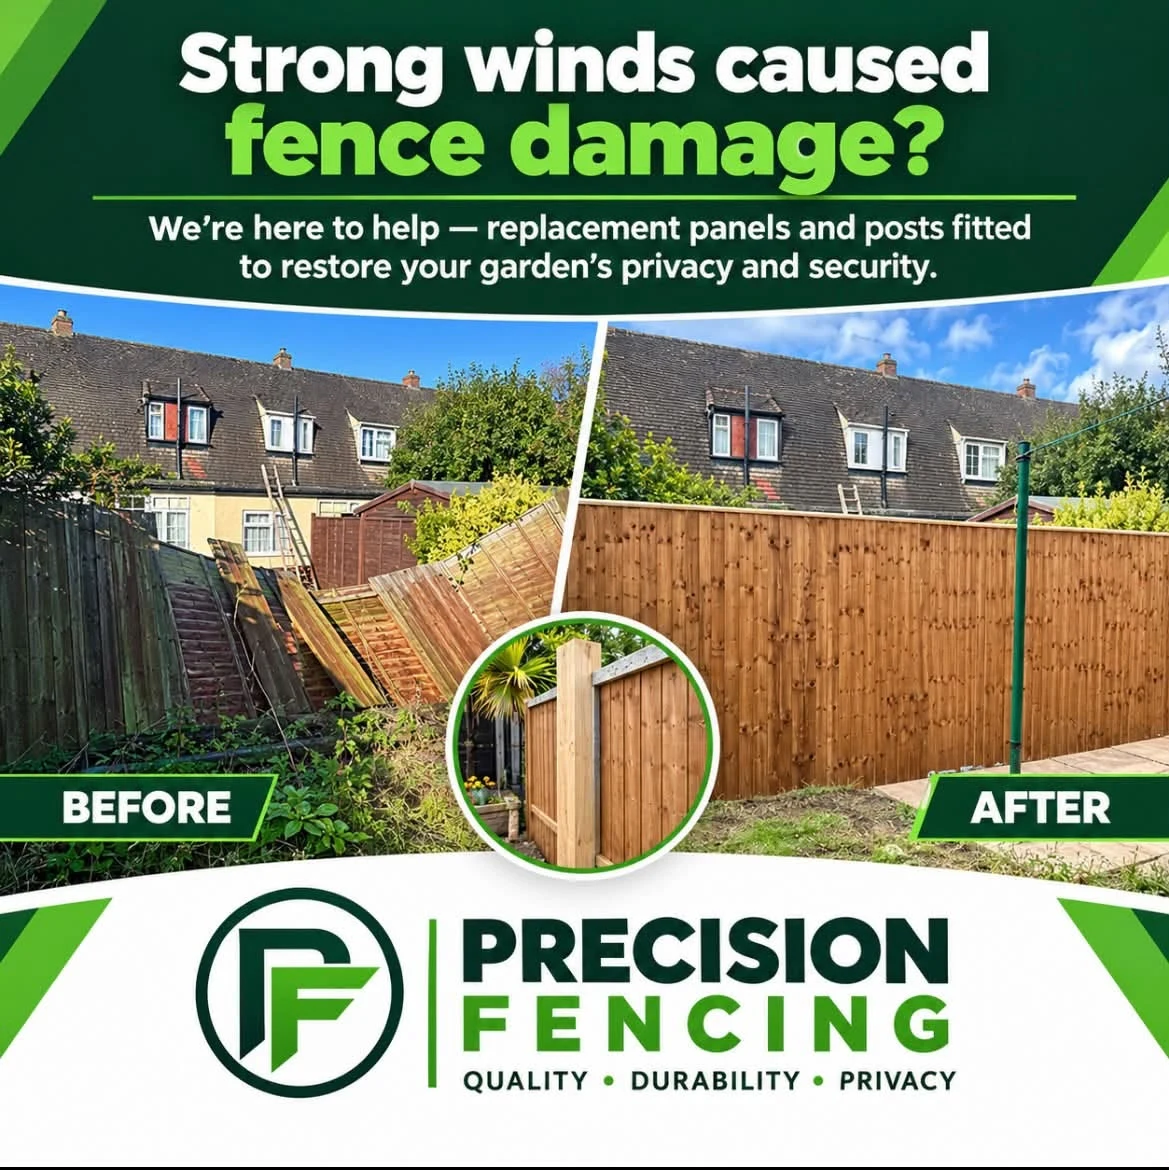 Strong winds caused
fence damage?
We're here to help — replacement panels and posts fitted
to restore your garden's privacy and security.
BEFORE
AFTER
PF
PRECISION
FENCING
QUALITY • DURABILITY • PRIVACY